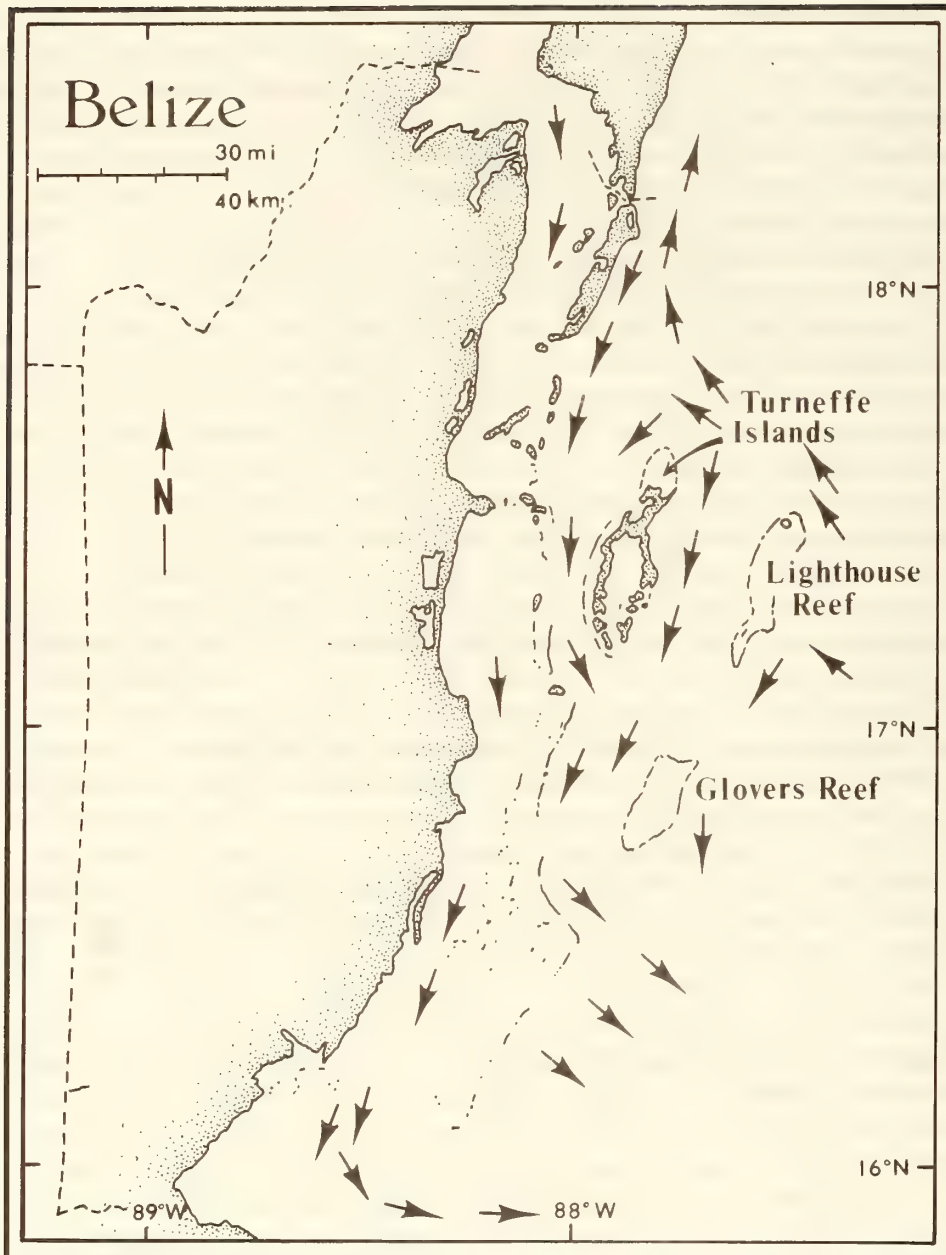 Belize
30 mi
40 km
18°N
Turneffe
Islands
N
Lighthouse
Reef
17°N
Glovers Reef
16°N
89°W
88°W